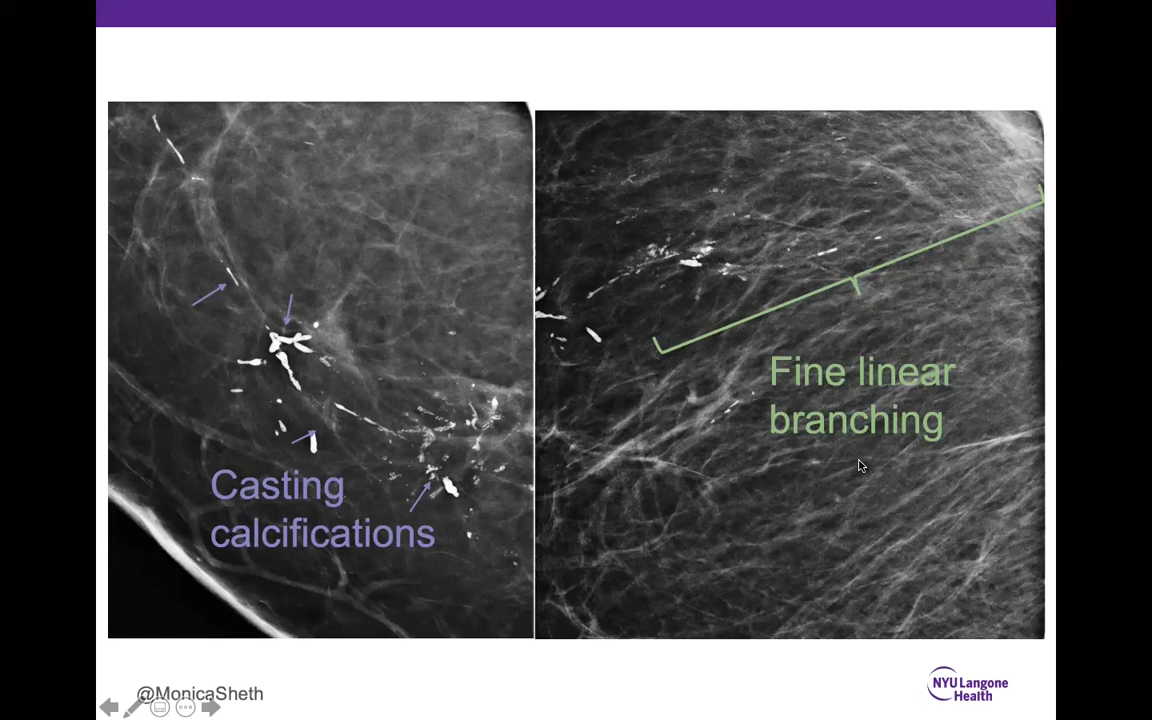 Casting
calcifications
Fine linear
branching
@MonicaSheth
NYU Langone
Health